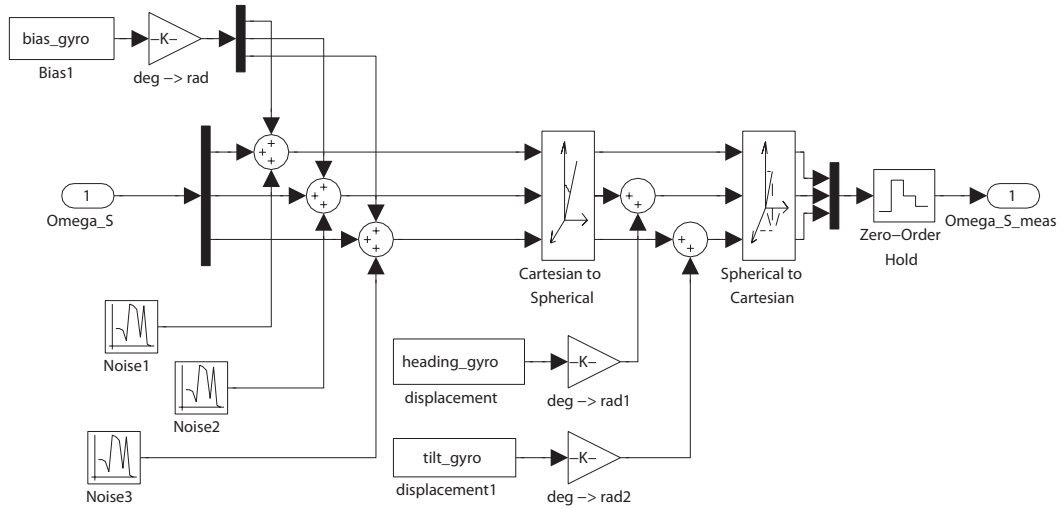 bias_gyro
−K−
Bias1
deg −> rad
+
+
+
1
Omega_S
+
+
+
+
+
+
+
+
+
+
Cartesian to
Spherical
Spherical to
Cartesian
Zero−Order
Hold
1
Omega_S_meas
Noise1
heading_gyro
−K−
displacement
deg −> rad1
Noise2
tilt_gyro
−K−
displacement1
deg −> rad2
Noise3